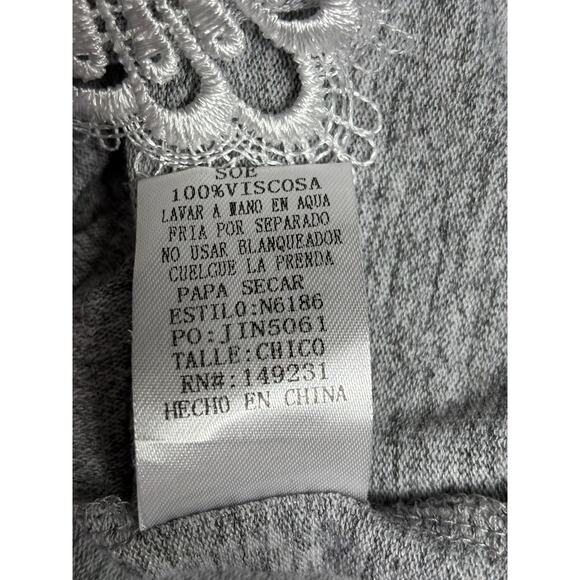 SOE
100%VISCOSA
LAVAR A MANO EN AQUA
FRIA POR SEPARADO
NO USAR BLANQUEADOR
CUELGUE LA PRENDA
PAPA SECAR
ESTILO:N6186
PO:JIN5061
TALLE:CHICO
RN#:149231
HECHO EN CHINA